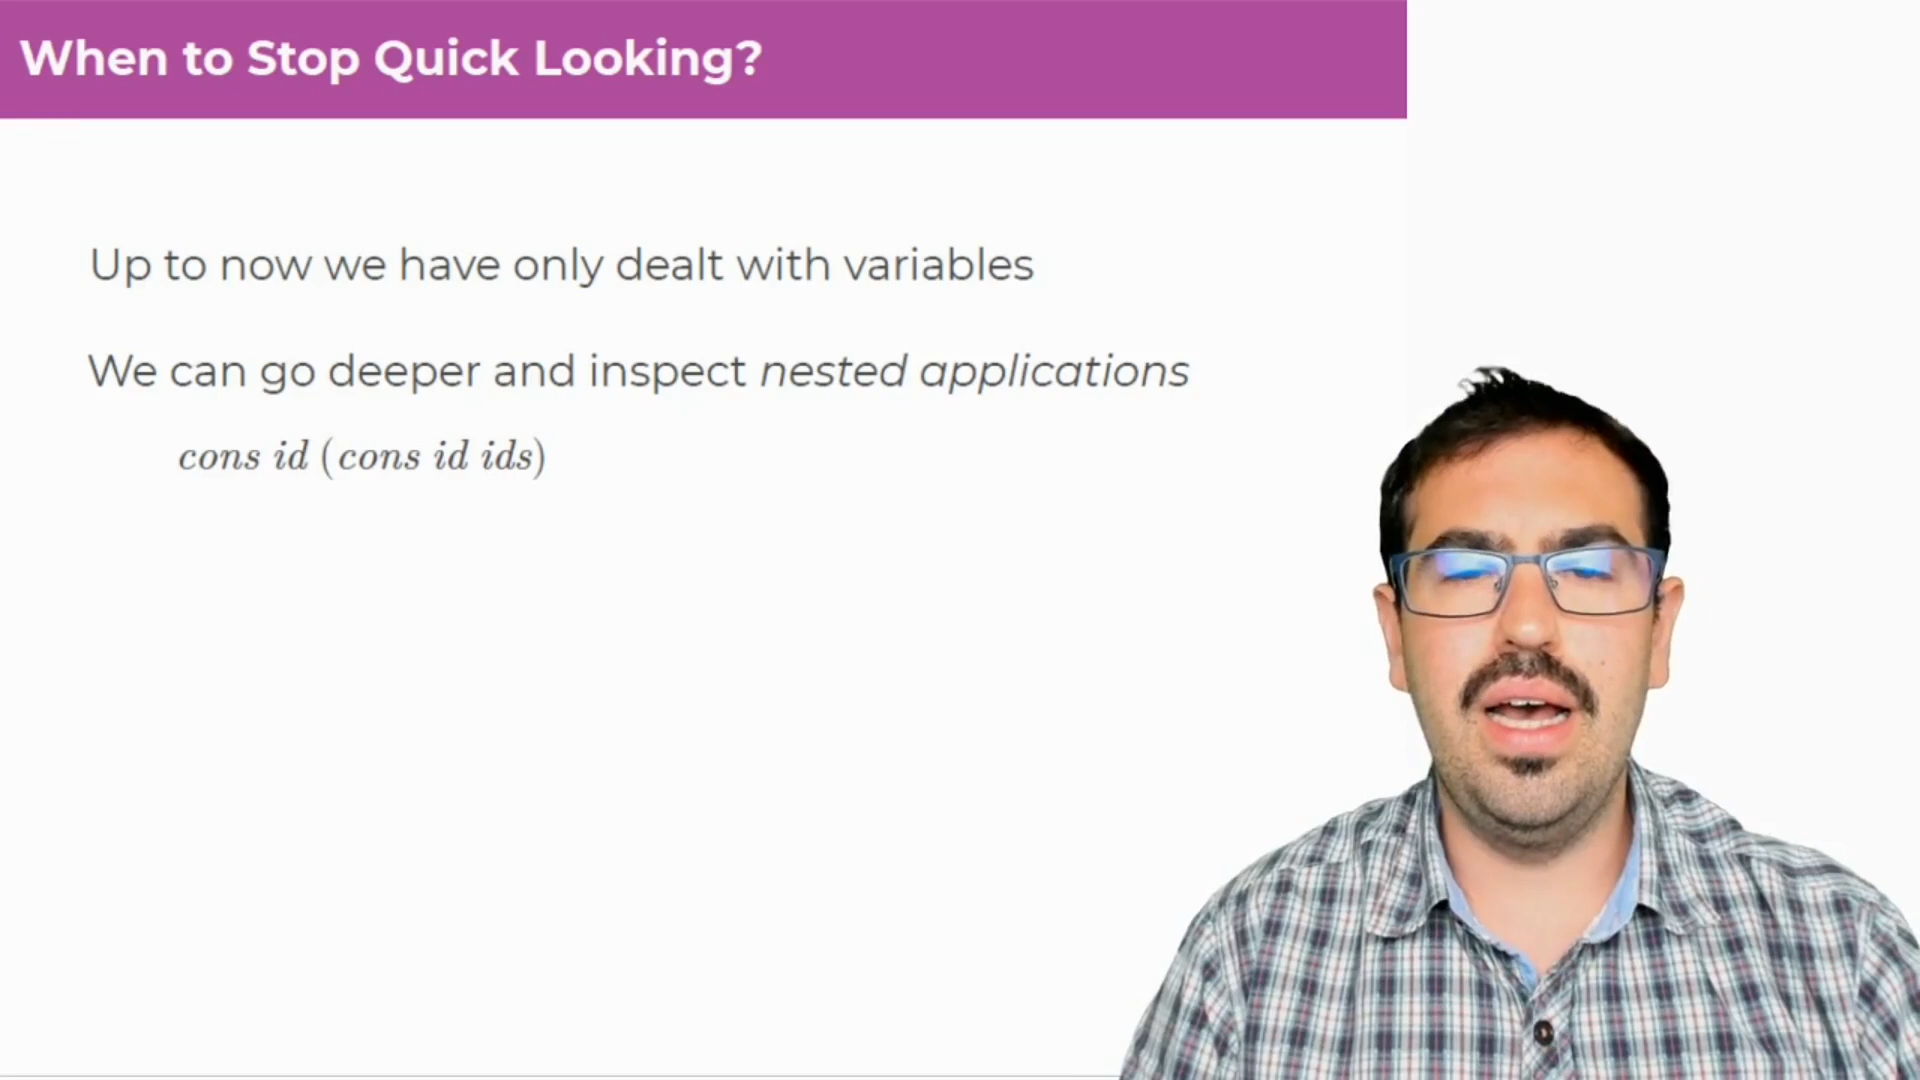 When to Stop Quick Looking?
Up to now we have only dealt with variables
We can go deeper and inspect nested applications
cons id (cons id ids)